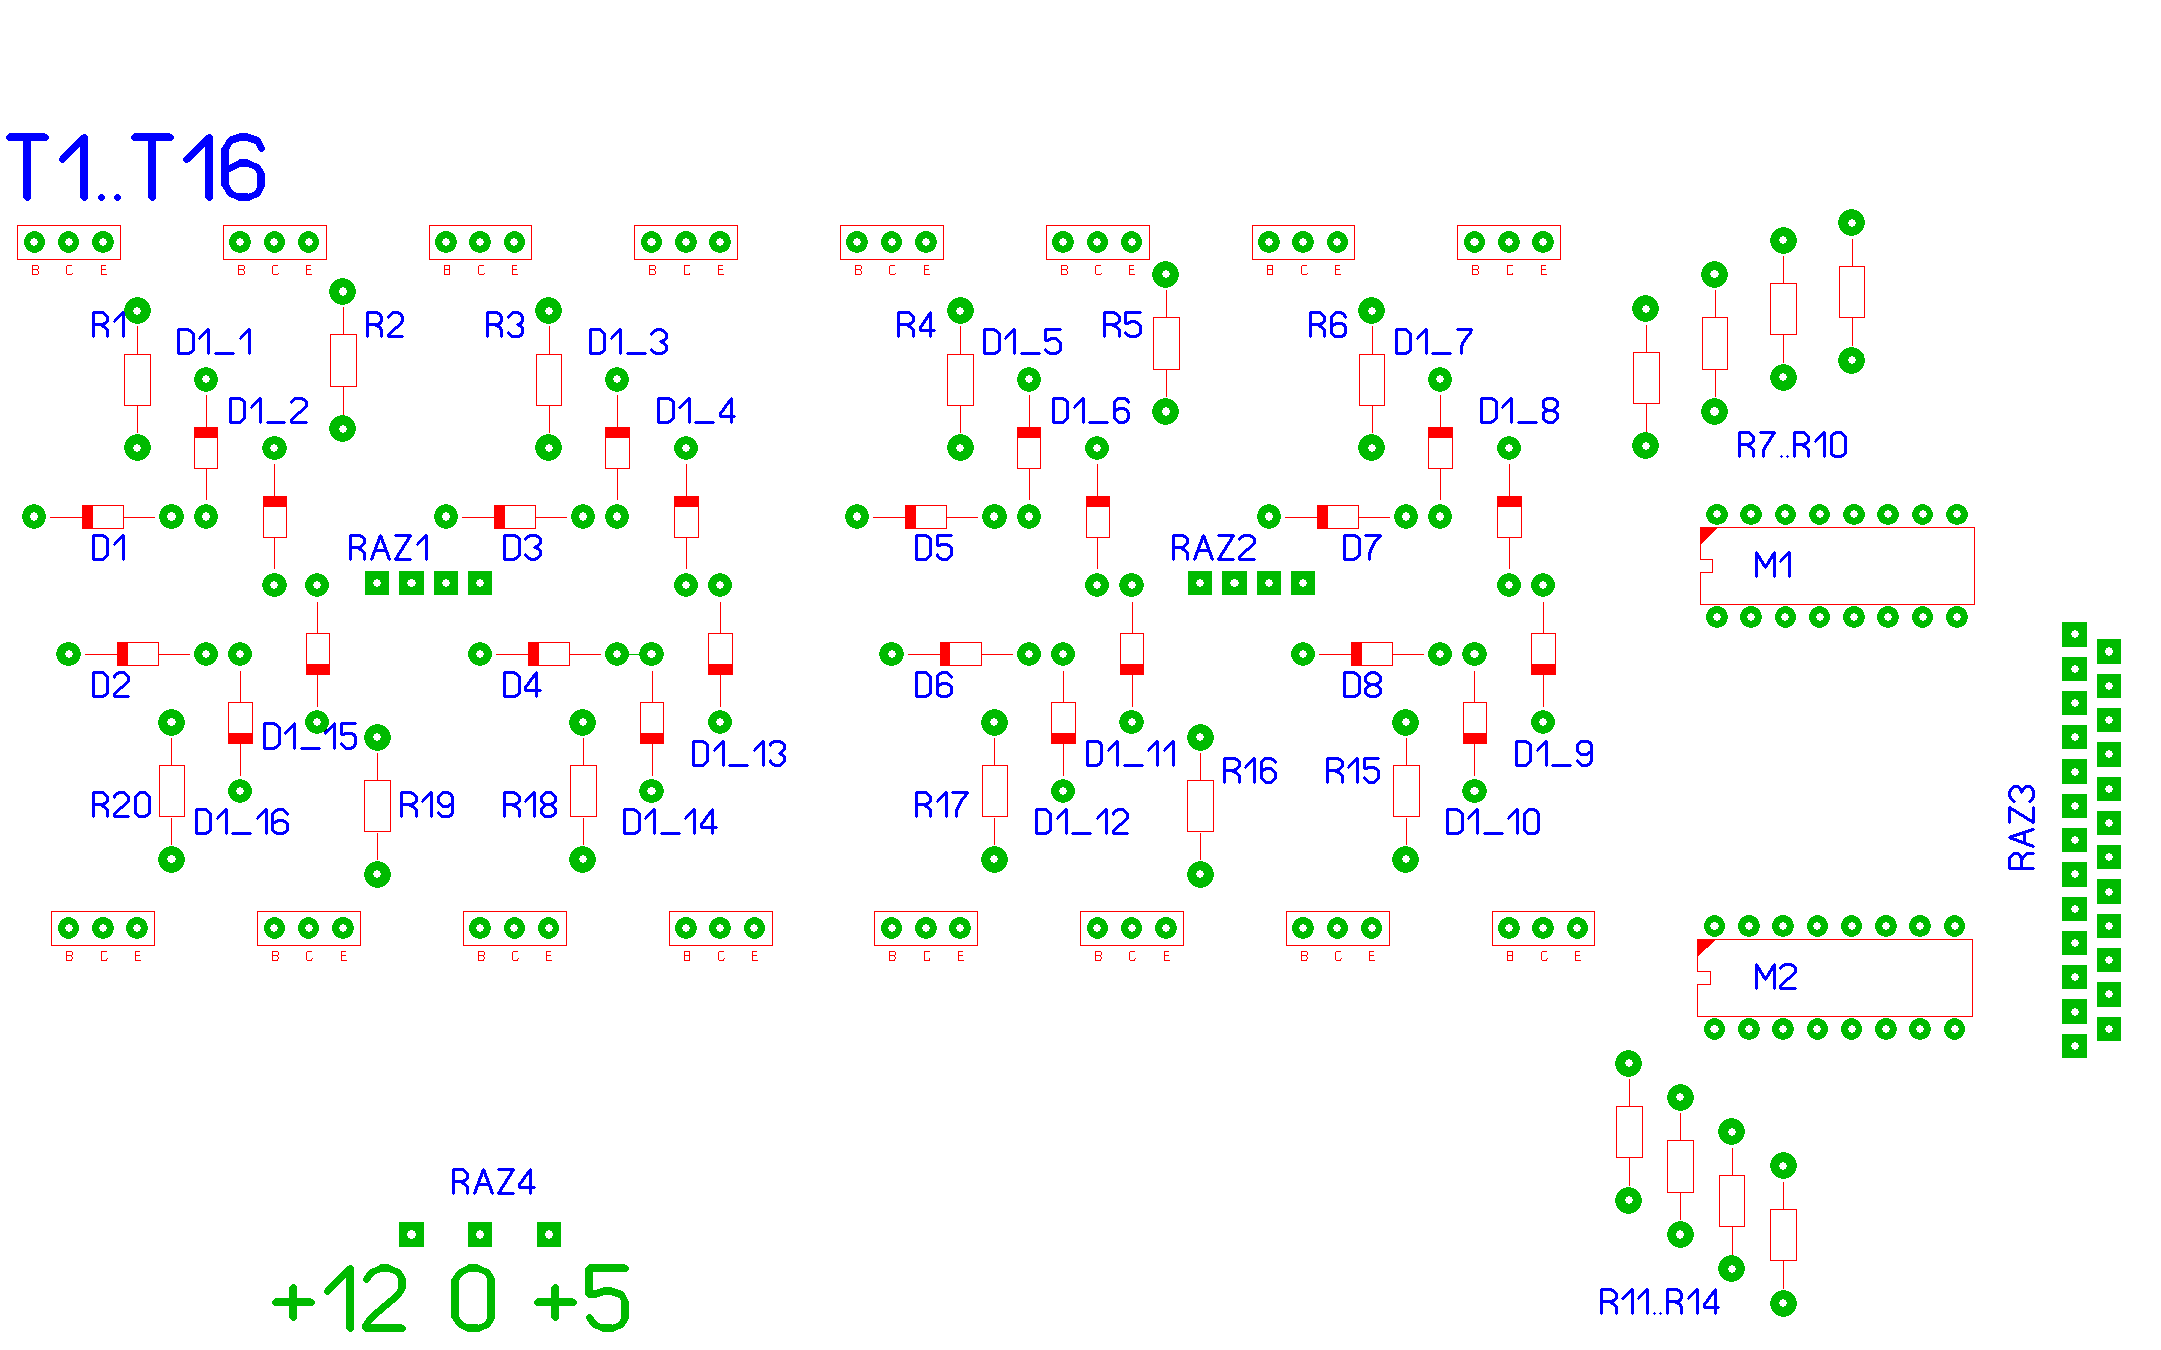 T1..T16
B C E B C E B C E B C E B C E B C E B C E B C E
R1 R2 R3 R4 R5 R6
D1_1 D1_3 D1_5 D1_7
D1_2 D1_4 D1_6 D1_8
R7..R10
D1 RAZ1 D3 D5 RAZ2 D7
M1
D2 D4 D6 D8
D1_15 D1_13 D1_11 D1_9
R16 R15
R20 R19 R18 R17
D1_16 D1_14 D1_12 D1_10
RAZ3
B C E B C E B C E B C E B C E B C E B C E B C E
M2
RAZ4
+12 0 +5
R11..R14